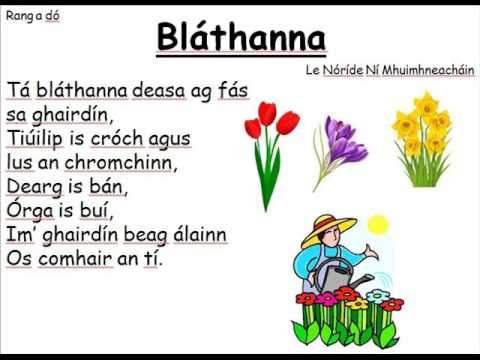 Rang a dó
Bláthanna
Le Nóríde Ní Mhuimhneacháin
Tá bláthanna deasa ag fás
sa ghairdín,
Tiúilip is cróch agus
lus an chromchinn,
Dearg is bán,
Órga is buí,
Im’ ghairdín beag álainn
Os comhair an tí.